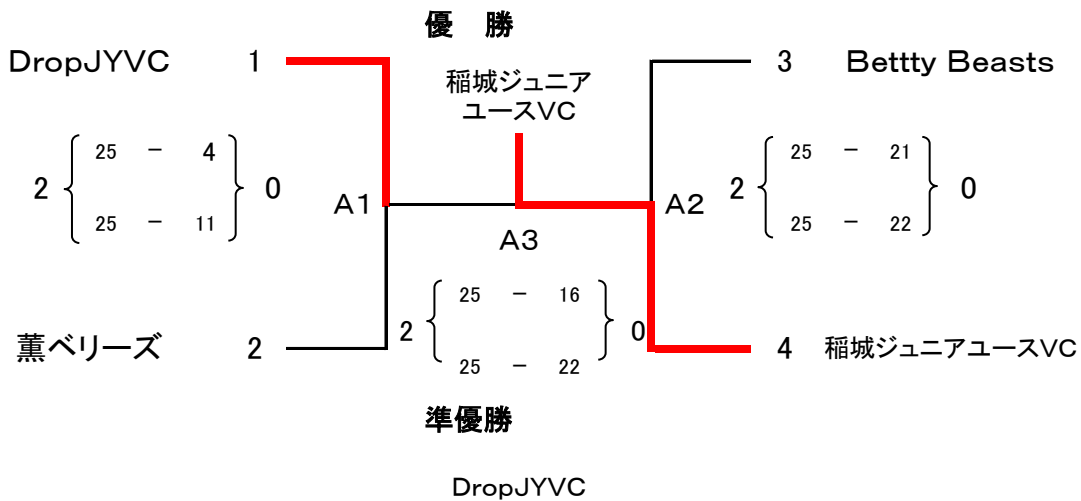 優 勝
DropJYVC 1
稲城ジュニア
ユースVC
3 Bettty Beasts
2 { 25 － 4 } 0
25 － 11
2 { 25 － 21 } 0
25 － 22
A1
A2
A3
2 { 25 － 16 } 0
25 － 22
薫ベリーズ 2
4 稲城ジュニアユースVC
準優勝
DropJYVC